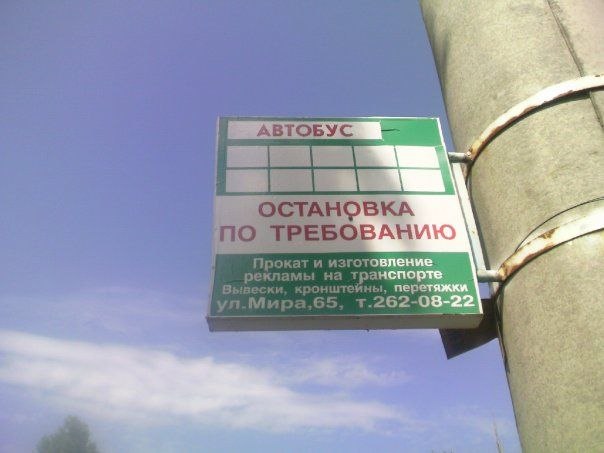 АВТОБУС
ОСТАНОВКА
ПО ТРЕБОВАНИЮ
Прокат и изготовление
рекламы на транспорте
Вывески, кронштейны, перетяжки
ул.Мира,65, т.262-08-22